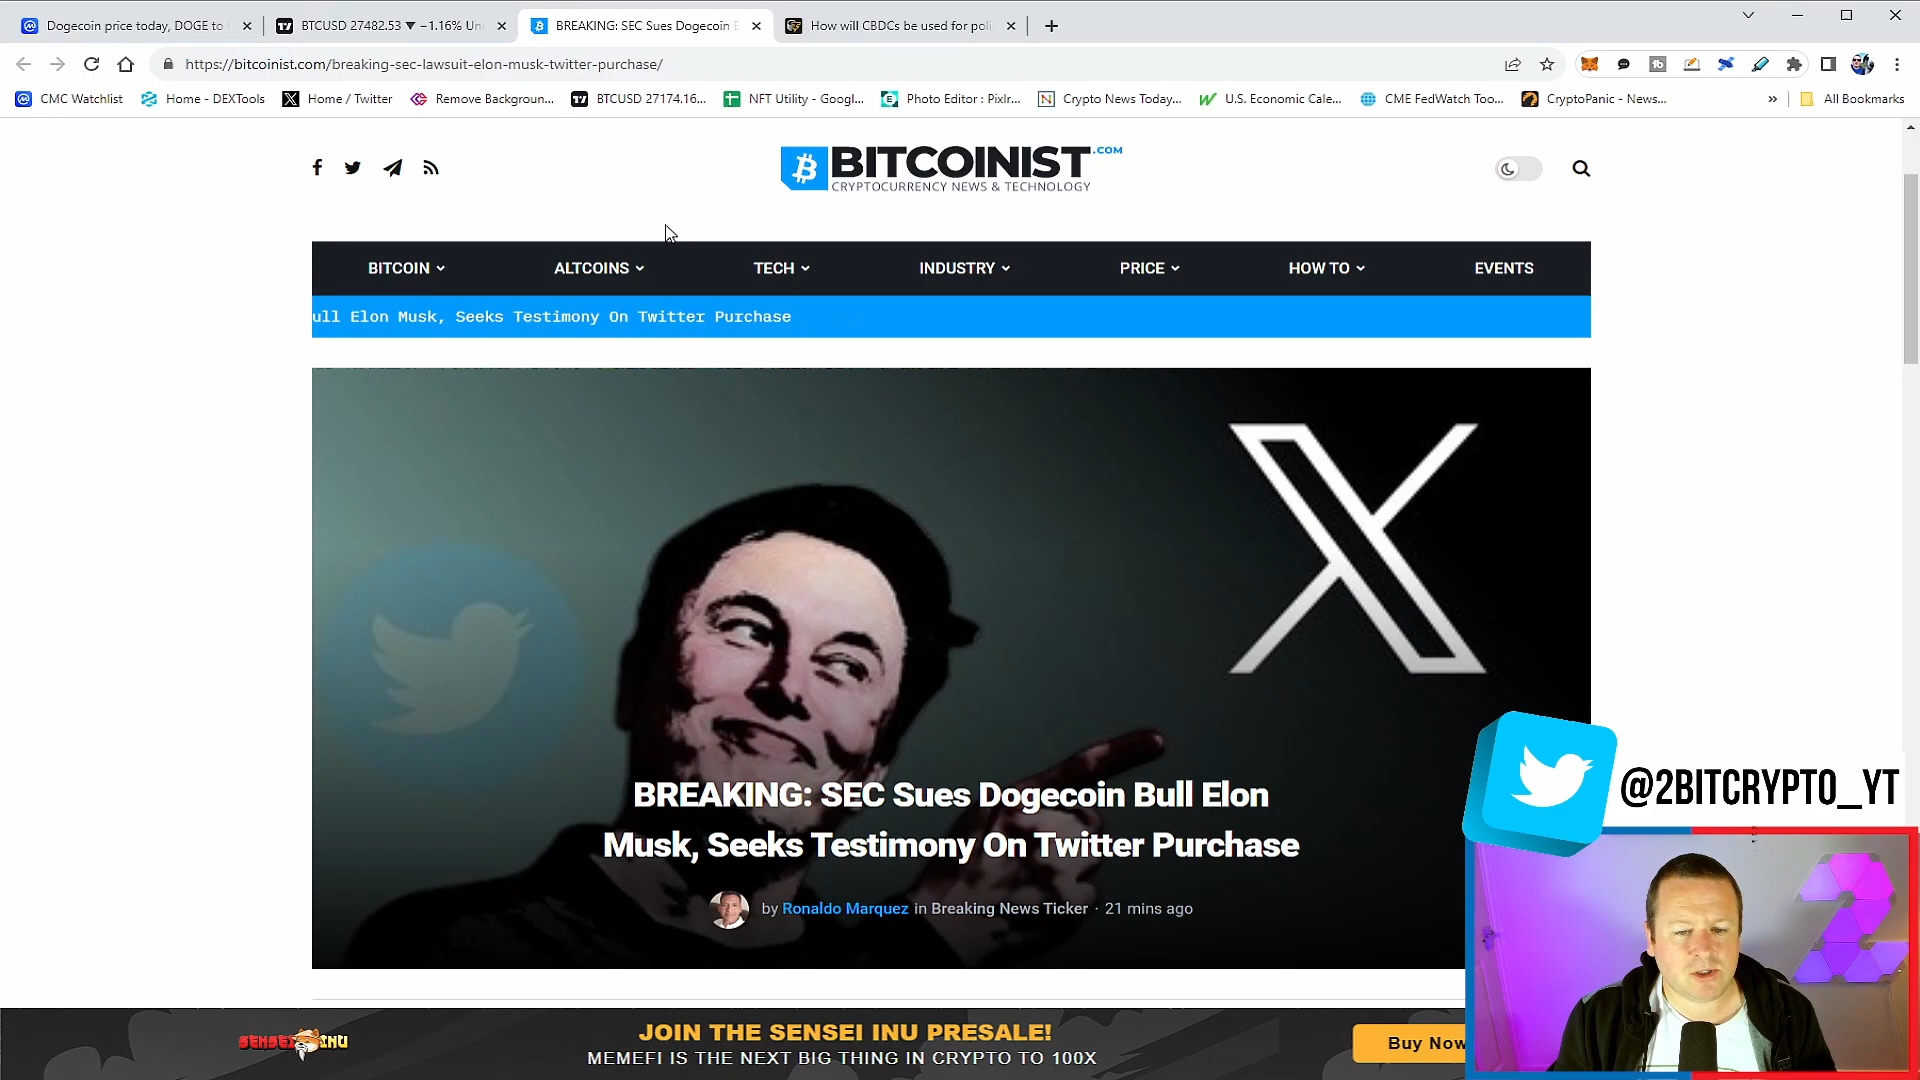 Dogecoin price today, DOGE to
BTCUSD 27482.53 ▼ −1.16% Un
BREAKING: SEC Sues Dogecoin
How will CBDCs be used for poli
https://bitcoinist.com/breaking-sec-lawsuit-elon-musk-twitter-purchase/
CMC Watchlist
Home - DEXTools
Home / Twitter
Remove Backgroun...
BTCUSD 27174.16...
NFT Utility - Googl...
Photo Editor : Pixlr...
Crypto News Today...
U.S. Economic Cale...
CME FedWatch Too...
CryptoPanic - News...
»
All Bookmarks
BITCOINIST.COM
CRYPTOCURRENCY NEWS & TECHNOLOGY
BITCOIN
ALTCOINS
TECH
INDUSTRY
PRICE
HOW TO
EVENTS
ull Elon Musk, Seeks Testimony On Twitter Purchase
X
BREAKING: SEC Sues Dogecoin Bull Elon
Musk, Seeks Testimony On Twitter Purchase
by Ronaldo Marquez in Breaking News Ticker · 21 mins ago
@2BITCRYPTO_YT
SENSEI INU
JOIN THE SENSEI INU PRESALE!
MEMEFI IS THE NEXT BIG THING IN CRYPTO TO 100X
Buy Now